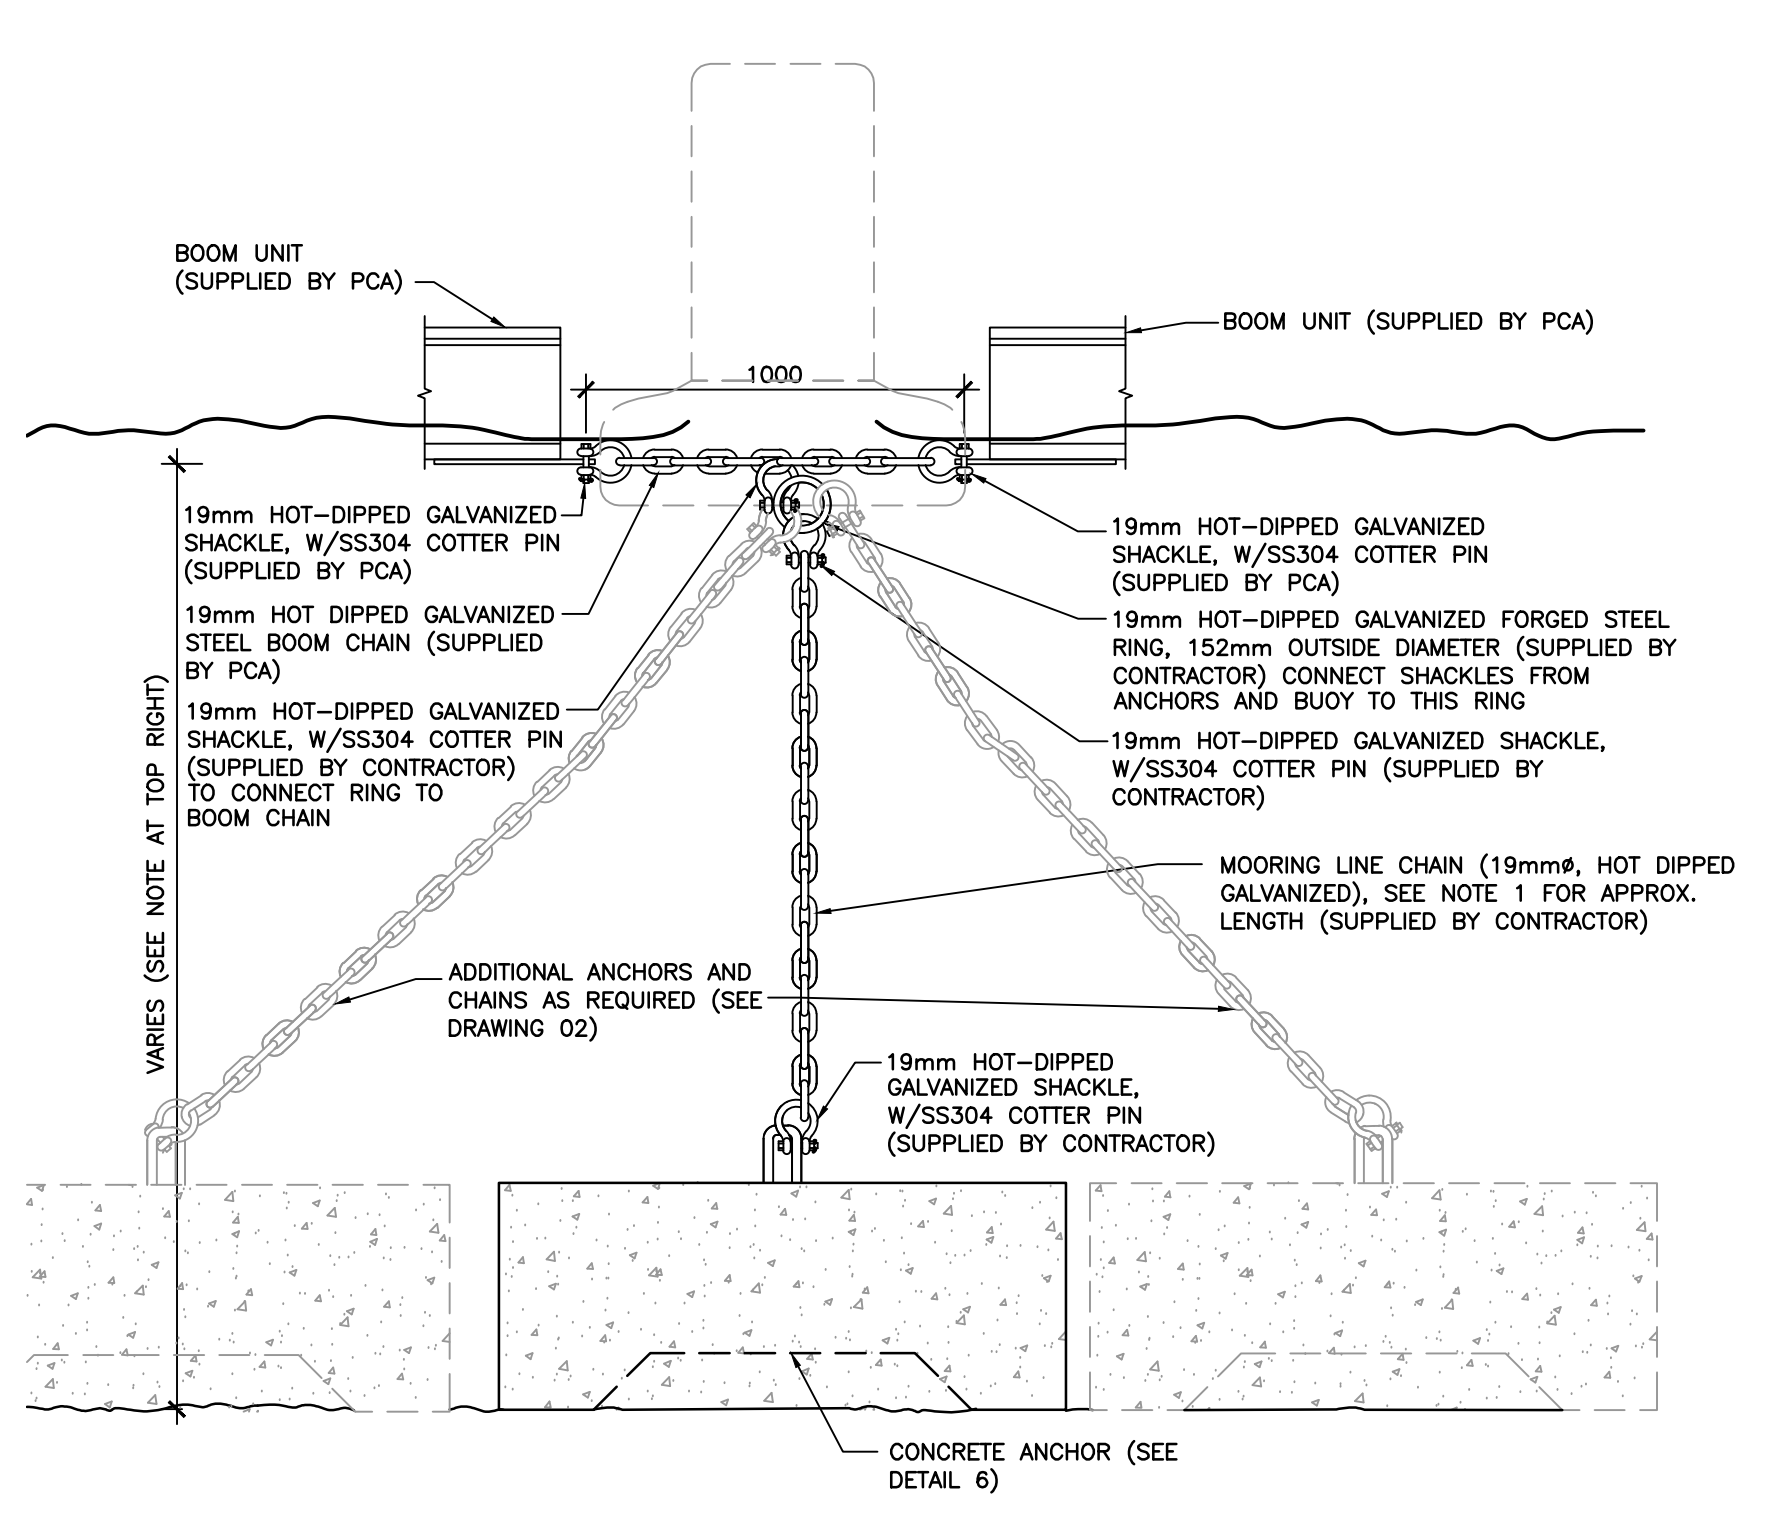 BOOM UNIT
(SUPPLIED BY PCA)
BOOM UNIT (SUPPLIED BY PCA)
1000
19mm HOT-DIPPED GALVANIZED
SHACKLE, W/SS304 COTTER PIN
(SUPPLIED BY PCA)
19mm HOT DIPPED GALVANIZED
STEEL BOOM CHAIN (SUPPLIED
BY PCA)
19mm HOT-DIPPED GALVANIZED
SHACKLE, W/SS304 COTTER PIN
(SUPPLIED BY CONTRACTOR)
TO CONNECT RING TO
BOOM CHAIN
VARIES (SEE NOTE AT TOP RIGHT)
19mm HOT-DIPPED GALVANIZED
SHACKLE, W/SS304 COTTER PIN
(SUPPLIED BY PCA)
19mm HOT-DIPPED GALVANIZED FORGED STEEL
RING, 152mm OUTSIDE DIAMETER (SUPPLIED BY
CONTRACTOR) CONNECT SHACKLES FROM
ANCHORS AND BUOY TO THIS RING
19mm HOT-DIPPED GALVANIZED SHACKLE,
W/SS304 COTTER PIN (SUPPLIED BY
CONTRACTOR)
MOORING LINE CHAIN (19mmø, HOT DIPPED
GALVANIZED), SEE NOTE 1 FOR APPROX.
LENGTH (SUPPLIED BY CONTRACTOR)
ADDITIONAL ANCHORS AND
CHAINS AS REQUIRED (SEE
DRAWING 02)
19mm HOT-DIPPED
GALVANIZED SHACKLE,
W/SS304 COTTER PIN
(SUPPLIED BY CONTRACTOR)
CONCRETE ANCHOR (SEE
DETAIL 6)